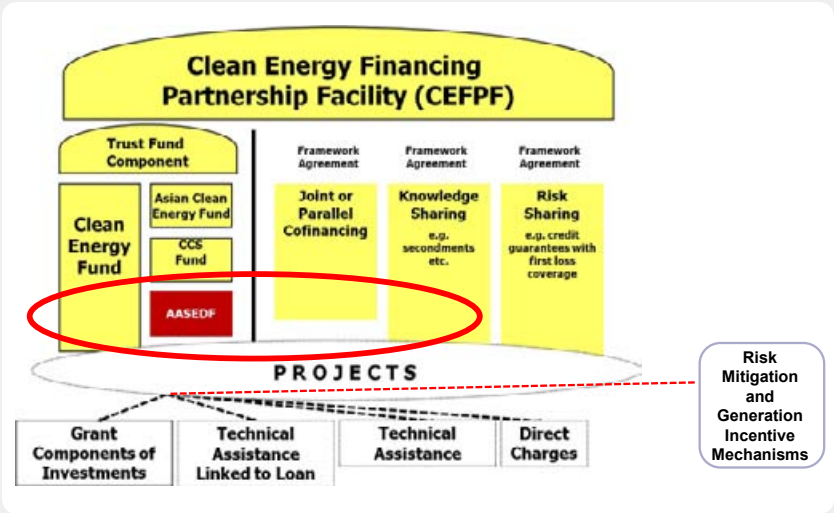 Clean Energy Financing
Partnership Facility (CEFPF)
Trust Fund
Component
Clean
Energy
Fund
Asian Clean
Energy Fund
CCS
Fund
AASEDF
Framework
Agreement
Joint or
Parallel
Cofinancing
Framework
Agreement
Knowledge
Sharing
e.g.
secondments
etc.
Framework
Agreement
Risk
Sharing
e.g. credit
guarantees with
first loss
coverage
PROJECTS
Grant
Components of
Investments
Technical
Assistance
Linked to Loan
Technical
Assistance
Direct
Charges
Risk
Mitigation
and
Generation
Incentive
Mechanisms